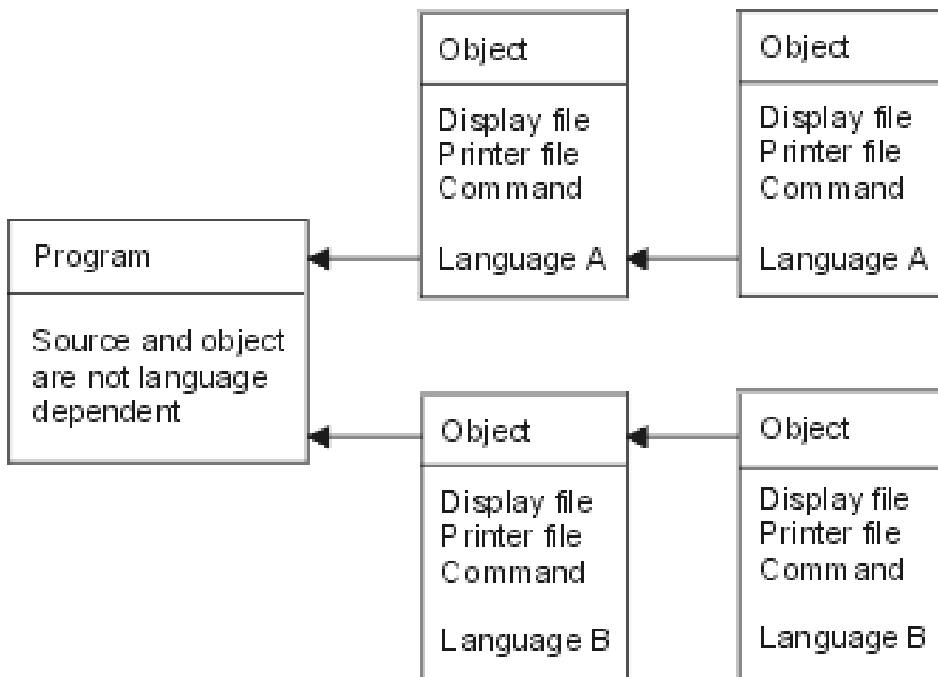 Program
Source and object
are not language
dependent
Object
Display file
Printer file
Command
Language A
Object
Display file
Printer file
Command
Language A
Object
Display file
Printer file
Command
Language B
Object
Display file
Printer file
Command
Language B